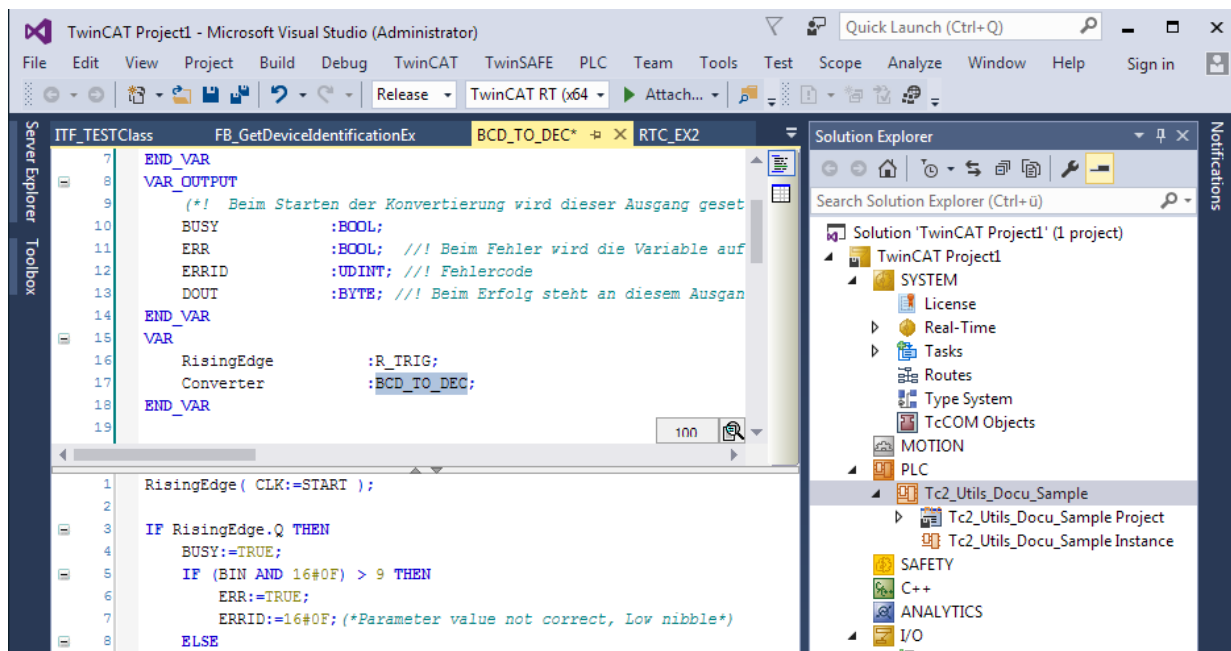 TwinCAT Project1 - Microsoft Visual Studio (Administrator)
Quick Launch (Ctrl+Q)
File Edit View Project Build Debug TwinCAT TwinSAFE PLC Team Tools Test Scope Analyze Window Help Sign in
Release TwinCAT RT (x64 Attach...
Server Explorer
Toolbox
ITF_TESTClass FB_GetDeviceIdentificationEx BCD_TO_DEC* RTC_EX2
7 END_VAR
8 VAR_OUTPUT
9 (*! Beim Starten der Konvertierung wird dieser Ausgang geset
10 BUSY :BOOL;
11 ERR :BOOL; //! Beim Fehler wird die Variable auf
12 ERRID :UDINT; //! Fehlercode
13 DOUT :BYTE; //! Beim Erfolg steht an diesem Ausgan
14 END_VAR
15 VAR
16 RisingEdge :R_TRIG;
17 Converter :BCD_TO_DEC;
18 END_VAR
19
100
1 RisingEdge( CLK:=START );
2
3 IF RisingEdge.Q THEN
4 BUSY:=TRUE;
5 IF (BIN AND 16#0F) > 9 THEN
6 ERR:=TRUE;
7 ERRID:=16#0F;(*Parameter value not correct, Low nibble*)
8 ELSE
Solution Explorer
Search Solution Explorer (Ctrl+ü)
Solution 'TwinCAT Project1' (1 project)
TwinCAT Project1
SYSTEM
License
Real-Time
Tasks
Routes
Type System
TcCOM Objects
MOTION
PLC
Tc2_Utils_Docu_Sample
Tc2_Utils_Docu_Sample Project
Tc2_Utils_Docu_Sample Instance
SAFETY
C++
ANALYTICS
I/O
Notifications